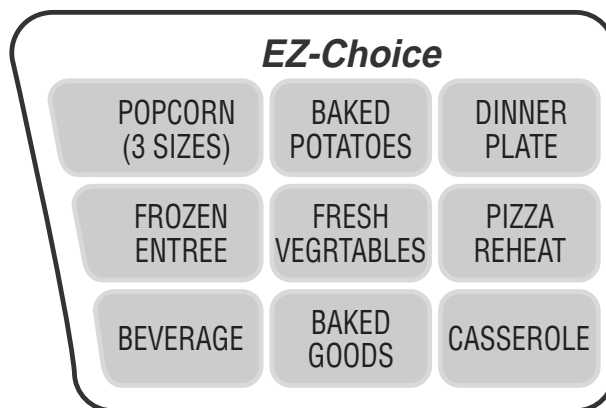 EZ-Choice
POPCORN
(3 SIZES)
BAKED
POTATOES
DINNER
PLATE
FROZEN
ENTREE
FRESH
VEGRTABLES
PIZZA
REHEAT
BEVERAGE
BAKED
GOODS
CASSEROLE